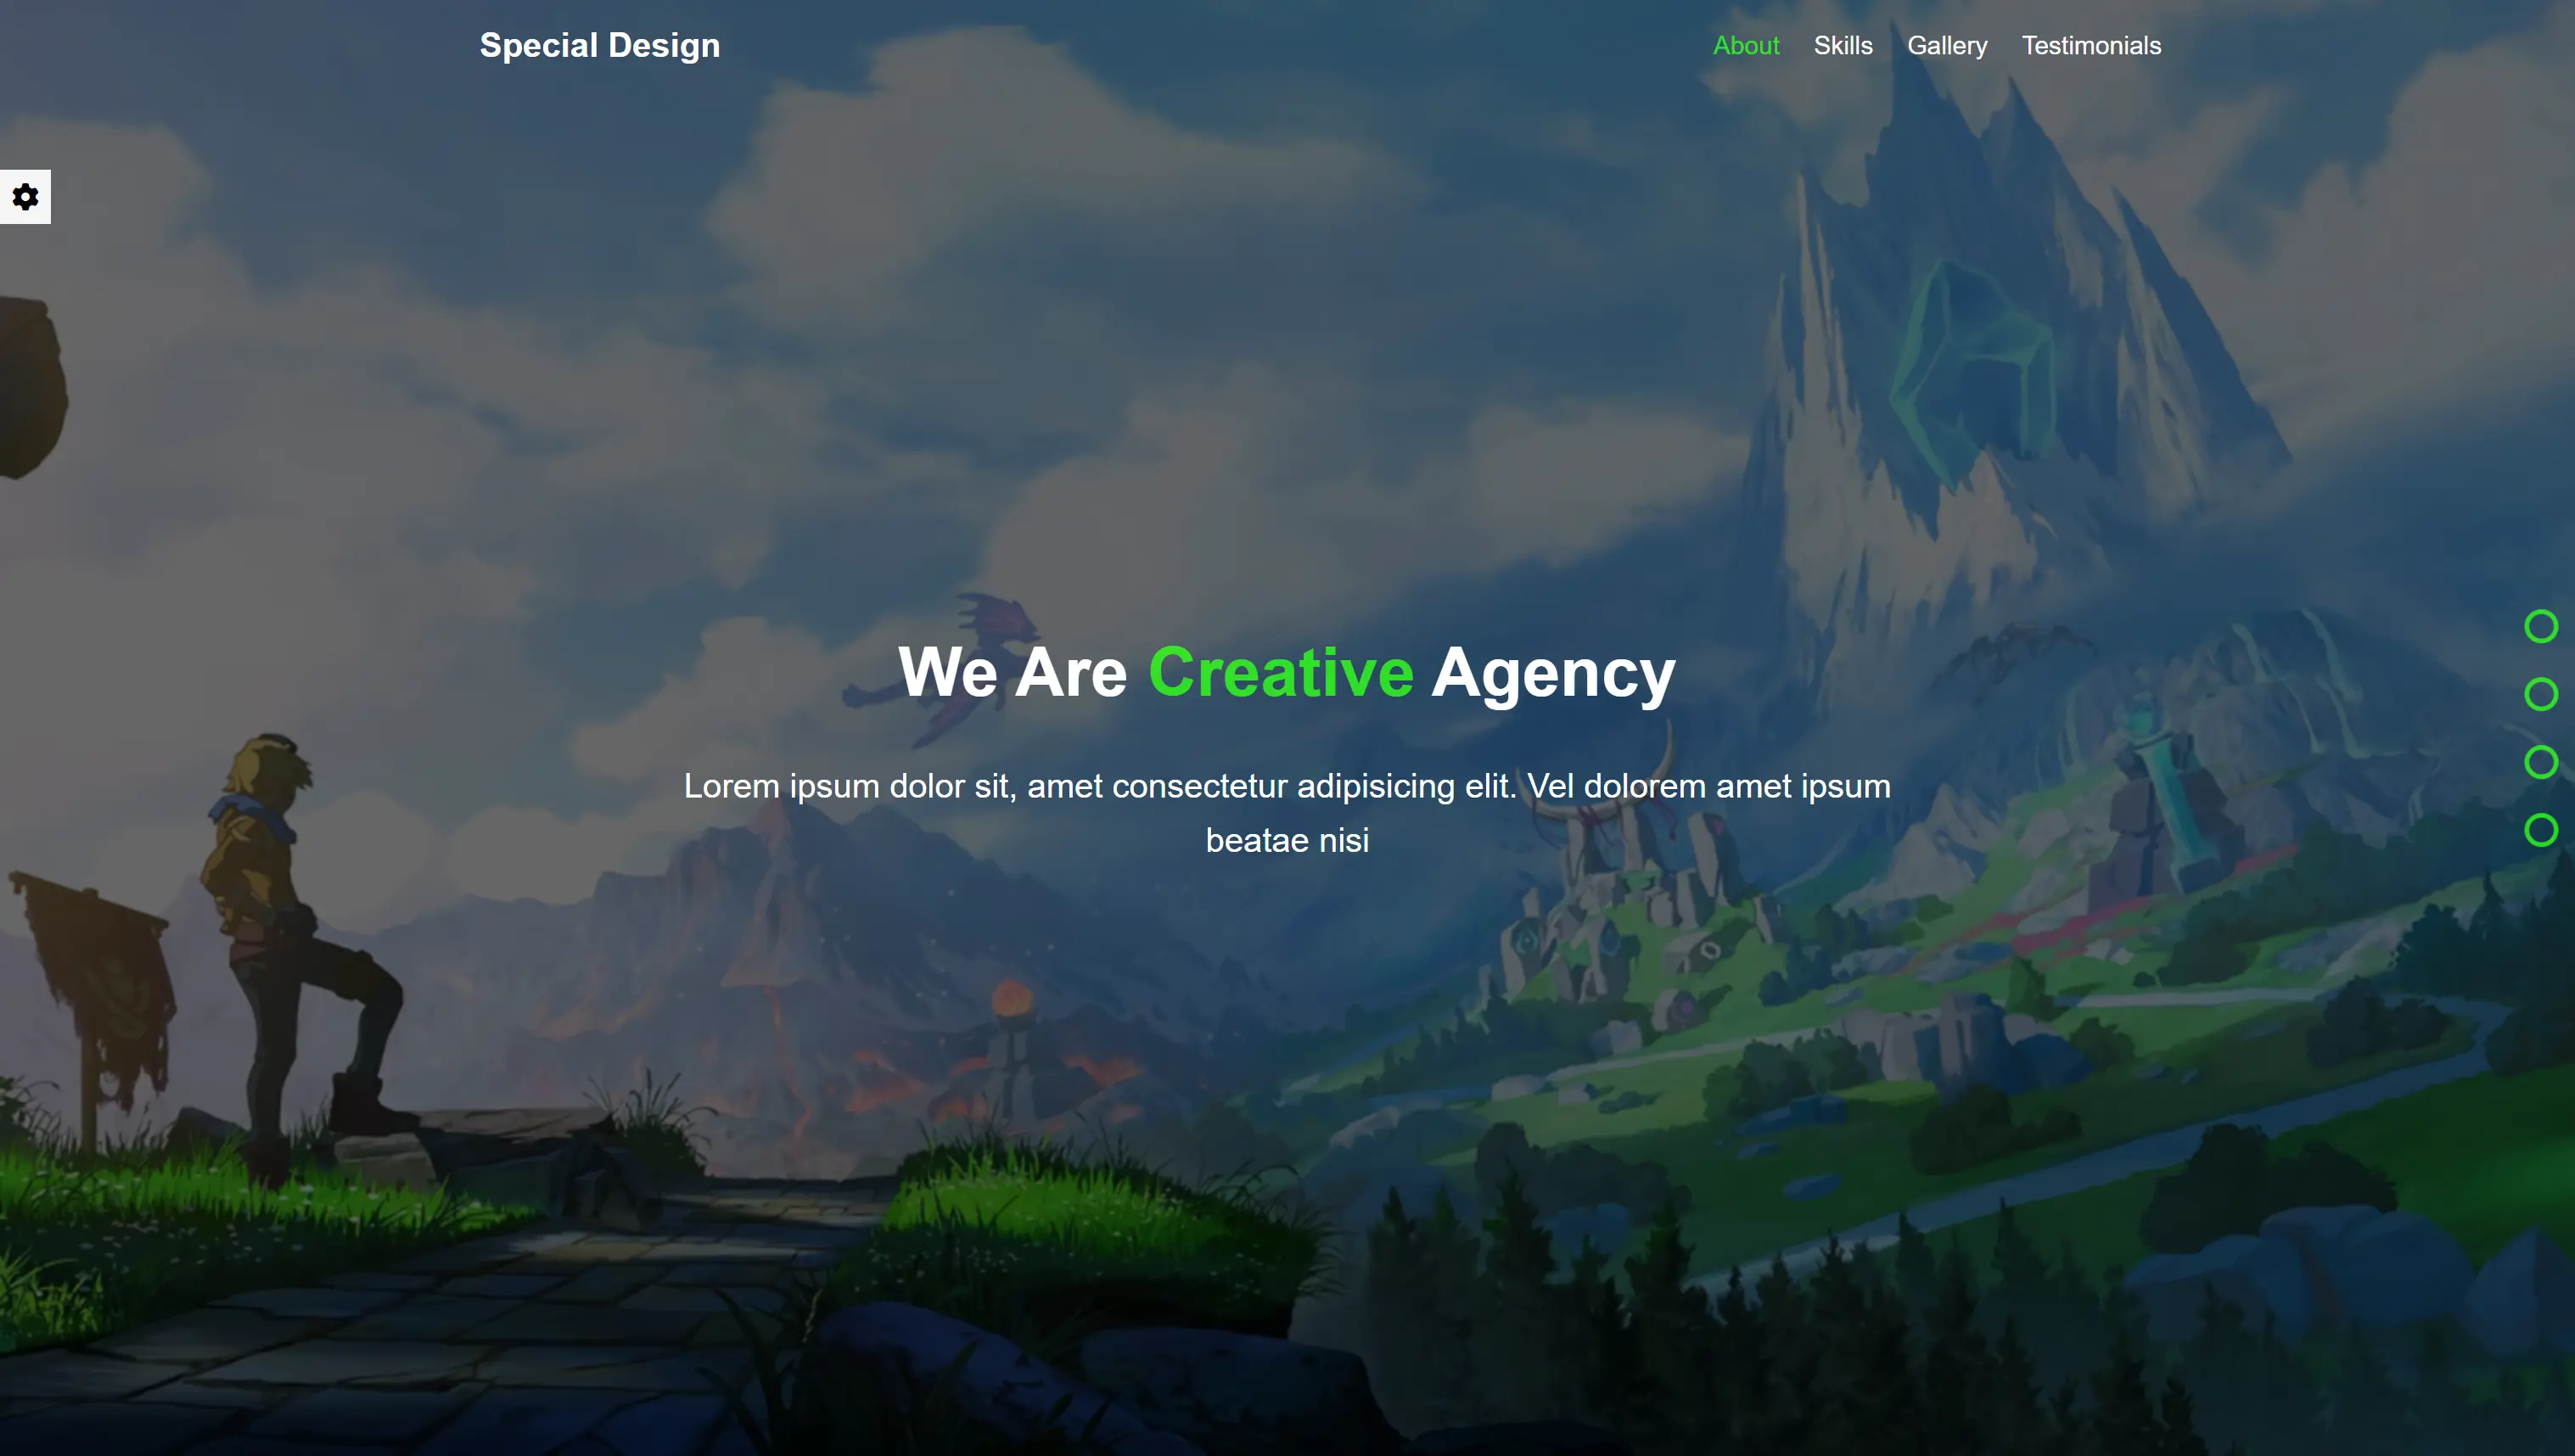 Special Design
About Skills Gallery Testimonials
We Are Creative Agency
Lorem ipsum dolor sit, amet consectetur adipisicing elit. Vel dolorem amet ipsum
beatae nisi